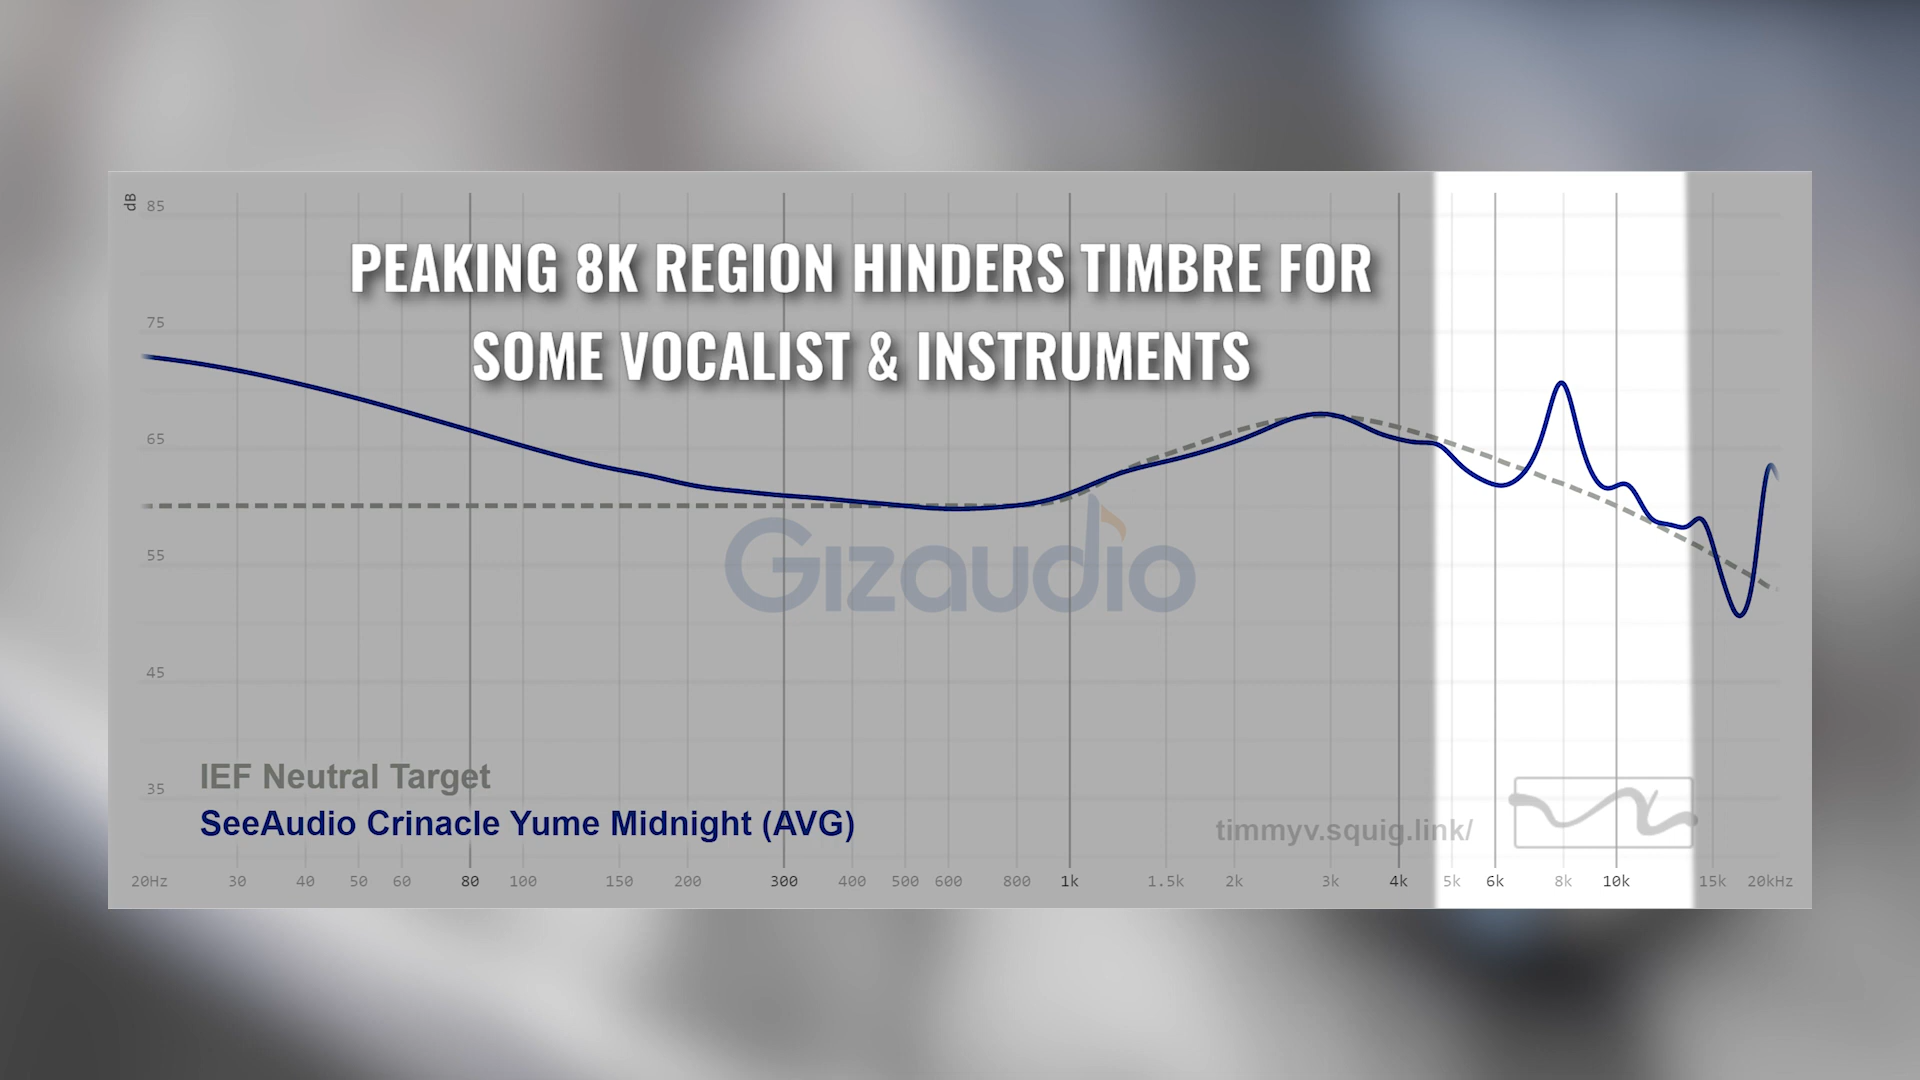 dB
85
PEAKING 8K REGION HINDERS TIMBRE FOR
SOME VOCALIST & INSTRUMENTS
75
65
55
45
35
GIZAUDIO
IEF Neutral Target
SeeAudio Crinacle Yume Midnight (AVG)
timmyv.squig.link/
20Hz 30 40 50 60 80 100 150 200 300 400 500 600 800 1k 1.5k 2k 3k 4k 5k 6k 8k 10k 15k 20kHz